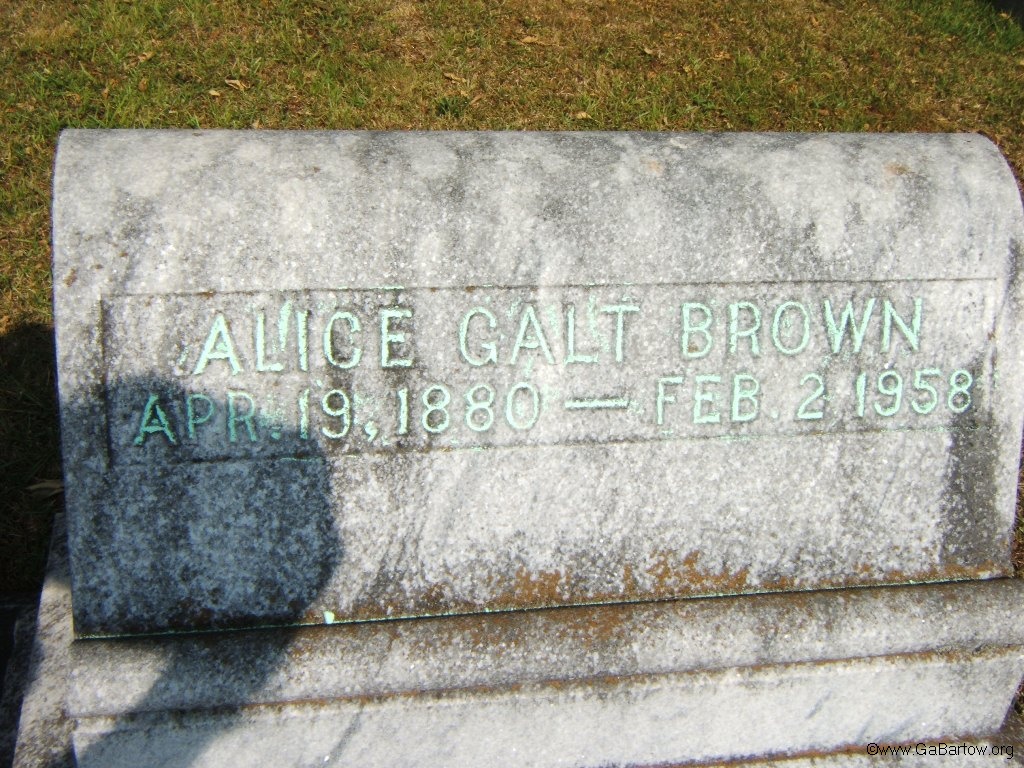 ALICE GALT BROWN
APR. 19, 1880 — FEB. 2 1958
©www.GaBartow.org